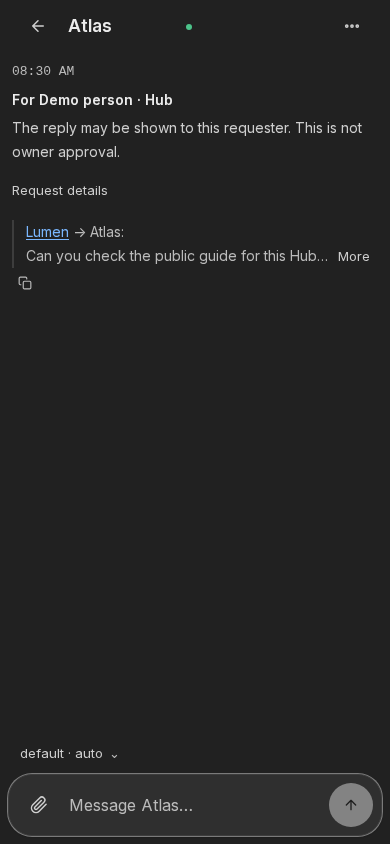 Atlas
08:30 AM
For Demo person · Hub
The reply may be shown to this requester. This is not
owner approval.
Request details
Lumen → Atlas:
Can you check the public guide for this Hub… More
default · auto
Message Atlas…